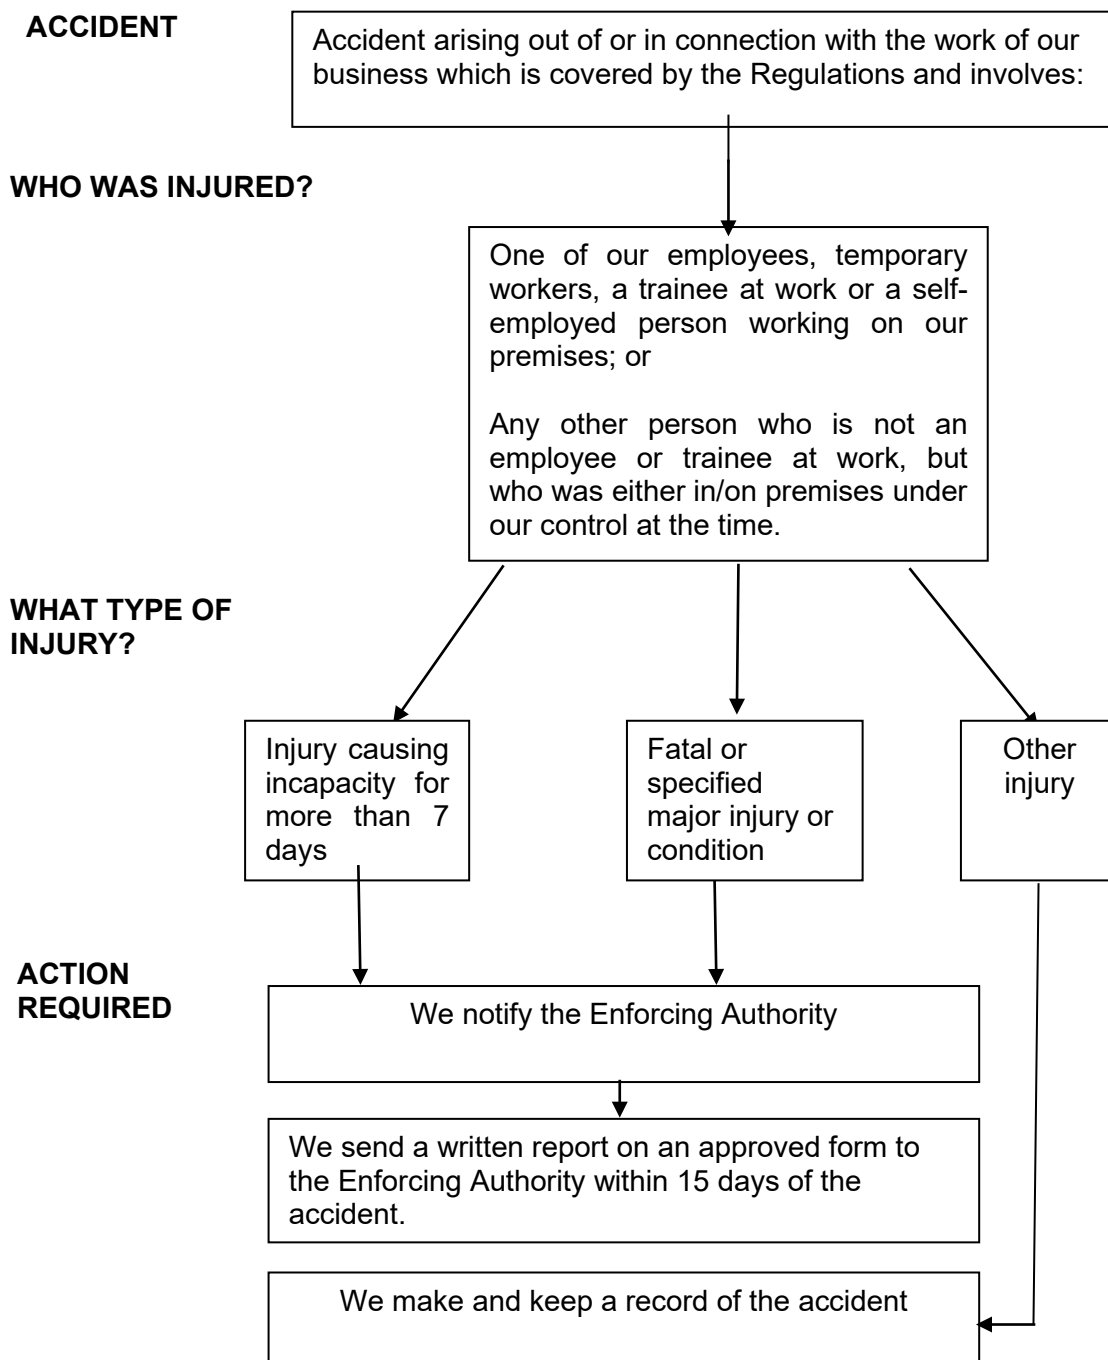 ACCIDENT
Accident arising out of or in connection with the work of our
business which is covered by the Regulations and involves:
WHO WAS INJURED?
One of our employees, temporary
workers, a trainee at work or a self-
employed person working on our
premises; or
Any other person who is not an
employee or trainee at work, but
who was either in/on premises under
our control at the time.
WHAT TYPE OF
INJURY?
Injury causing
incapacity for
more than 7
days
Fatal or
specified
major injury or
condition
Other
injury
ACTION
REQUIRED
We notify the Enforcing Authority
We send a written report on an approved form to
the Enforcing Authority within 15 days of the
accident.
We make and keep a record of the accident